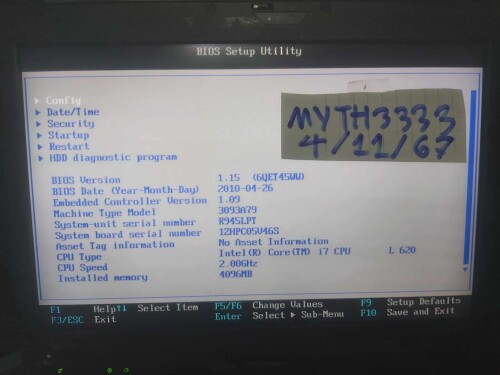 BIOS Setup Utility
▶ Config
▶ Date/Time
▶ Security
▶ Startup
▶ Restart
▶ HDD diagnostic program
MYTH3333
4/11/67
BIOS Version 1.15 (6QET45WW)
BIOS Date (Year-Month-Day) 2010-04-26
Embedded Controller Version 1.09
Machine Type Model 3093A79
System-unit serial number R945LPT
System board serial number 12HPC05V46S
Asset Tag information No Asset Information
CPU Type Intel(R) Core(TM) i7 CPU L 620
CPU Speed 2.00GHz
Installed memory 4096MB
F1 Help ↑↓ Select Item F5/F6 Change Values F9 Setup Defaults
F3/ESC Exit Enter Select ▶ Sub-Menu F10 Save and Exit